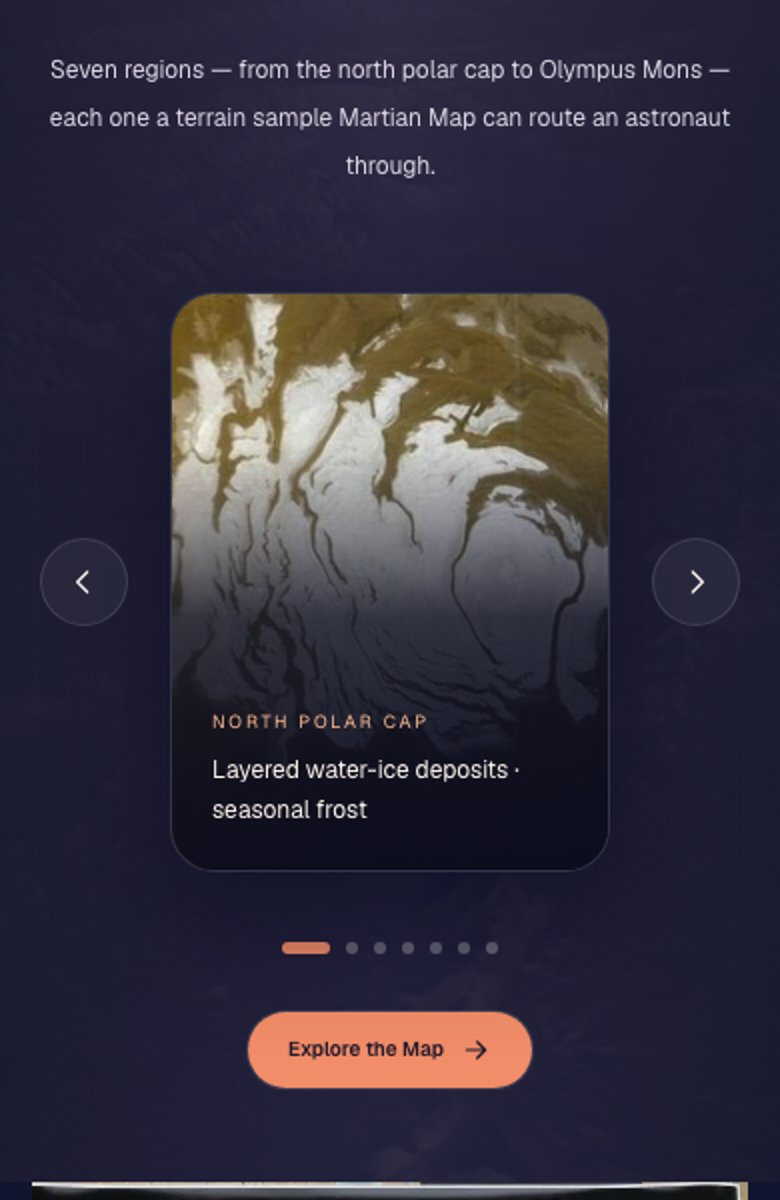 Seven regions — from the north polar cap to Olympus Mons —
each one a terrain sample Martian Map can route an astronaut
through.
NORTH POLAR CAP
Layered water-ice deposits ·
seasonal frost
Explore the Map →